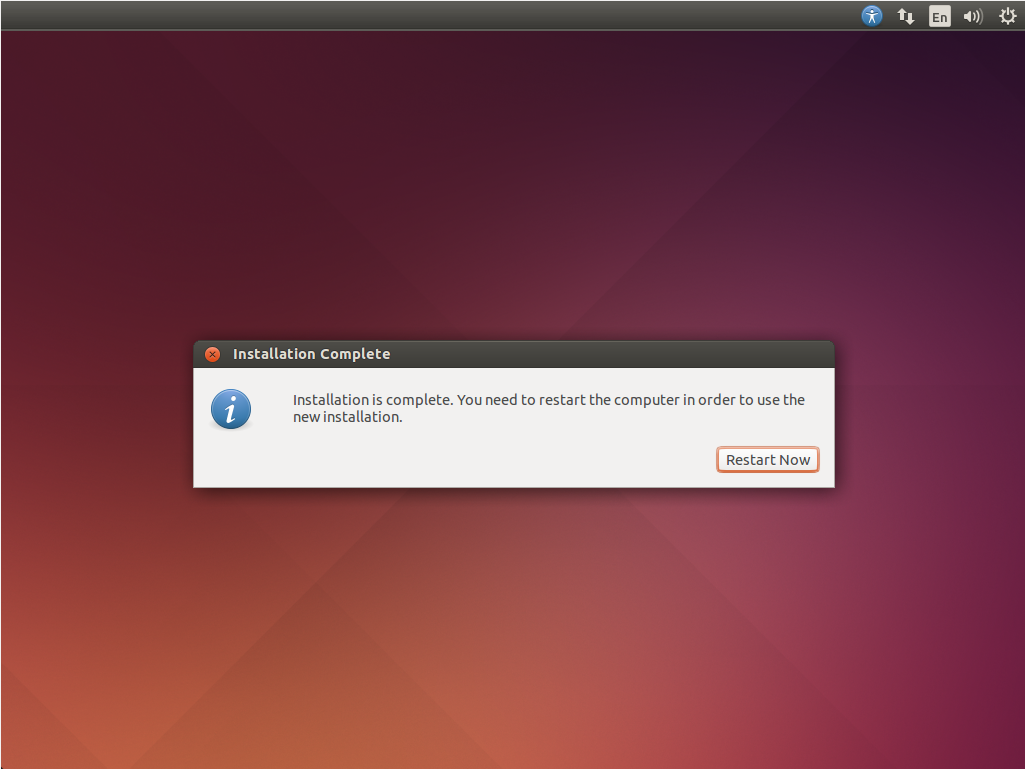 En
Installation Complete
Installation is complete. You need to restart the computer in order to use the
new installation.
Restart Now